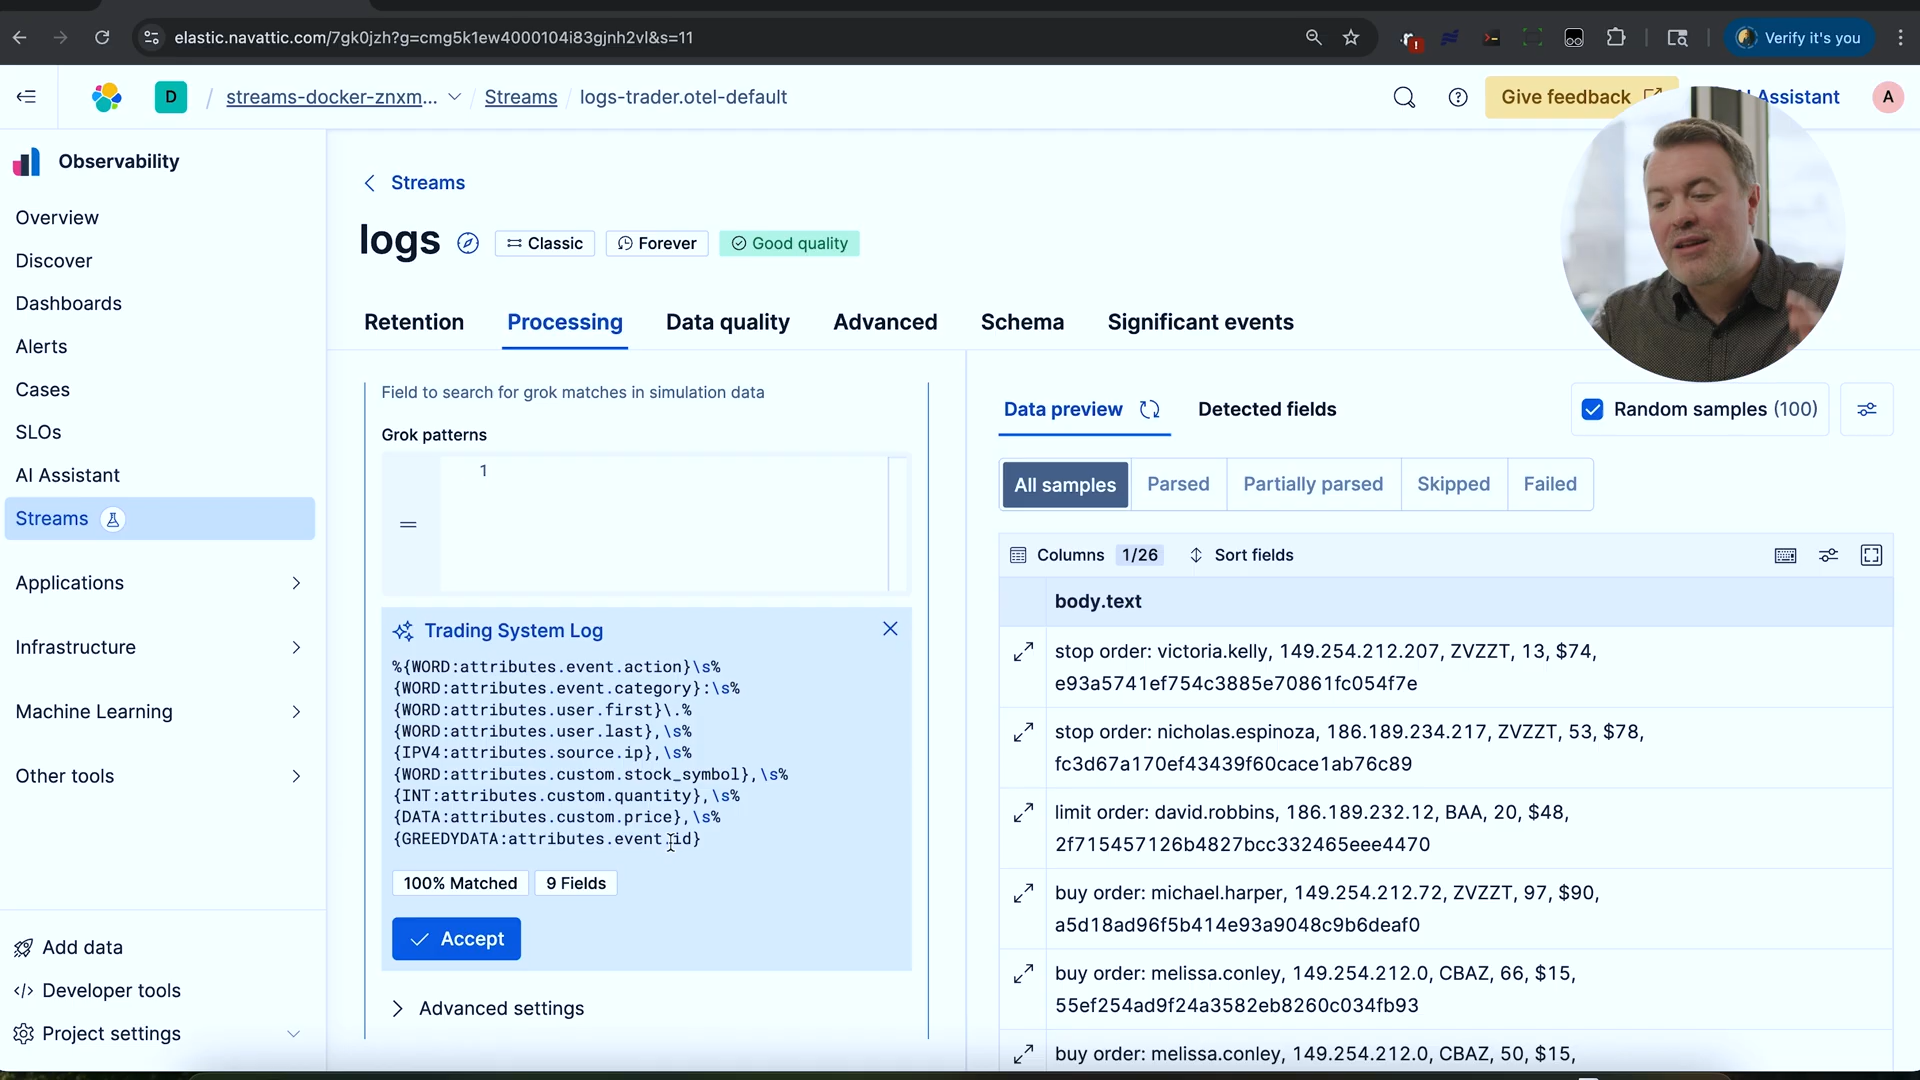 elastic.navattic.com/7gk0jzh?g=cmg5k1ew4000104i83gjnh2vl&s=11
Verify it's you
D / streams-docker-znxm... / Streams / logs-trader.otel-default
Give feedback
Assistant
A
Observability
Overview
Discover
Dashboards
Alerts
Cases
SLOs
AI Assistant
Streams
Applications
Infrastructure
Machine Learning
Other tools
Add data
Developer tools
Project settings
Streams
logs
Classic
Forever
Good quality
Retention
Processing
Data quality
Advanced
Schema
Significant events
Field to search for grok matches in simulation data
Grok patterns
1
Trading System Log
%{WORD:attributes.event.action}\s%
{WORD:attributes.event.category}:\s%
{WORD:attributes.user.first}\.%
{WORD:attributes.user.last},\s%
{IPV4:attributes.source.ip},\s%
{WORD:attributes.custom.stock_symbol},\s%
{INT:attributes.custom.quantity},\s%
{DATA:attributes.custom.price},\s%
{GREEDYDATA:attributes.event.id}
100% Matched
9 Fields
Accept
Advanced settings
Data preview
Detected fields
Random samples (100)
All samples
Parsed
Partially parsed
Skipped
Failed
Columns 1/26
Sort fields
body.text
stop order: victoria.kelly, 149.254.212.207, ZVZZT, 13, $74,
e93a5741ef754c3885e70861fc054f7e
stop order: nicholas.espinoza, 186.189.234.217, ZVZZT, 53, $78,
fc3d67a170ef43439f60cace1ab76c89
limit order: david.robbins, 186.189.232.12, BAA, 20, $48,
2f715457126b4827bcc332465eee4470
buy order: michael.harper, 149.254.212.72, ZVZZT, 97, $90,
a5d18ad96f5b414e93a9048c9b6deaf0
buy order: melissa.conley, 149.254.212.0, CBAZ, 66, $15,
55ef254ad9f24a3582eb8260c034fb93
buy order: melissa.conley, 149.254.212.0, CBAZ, 50, $15,